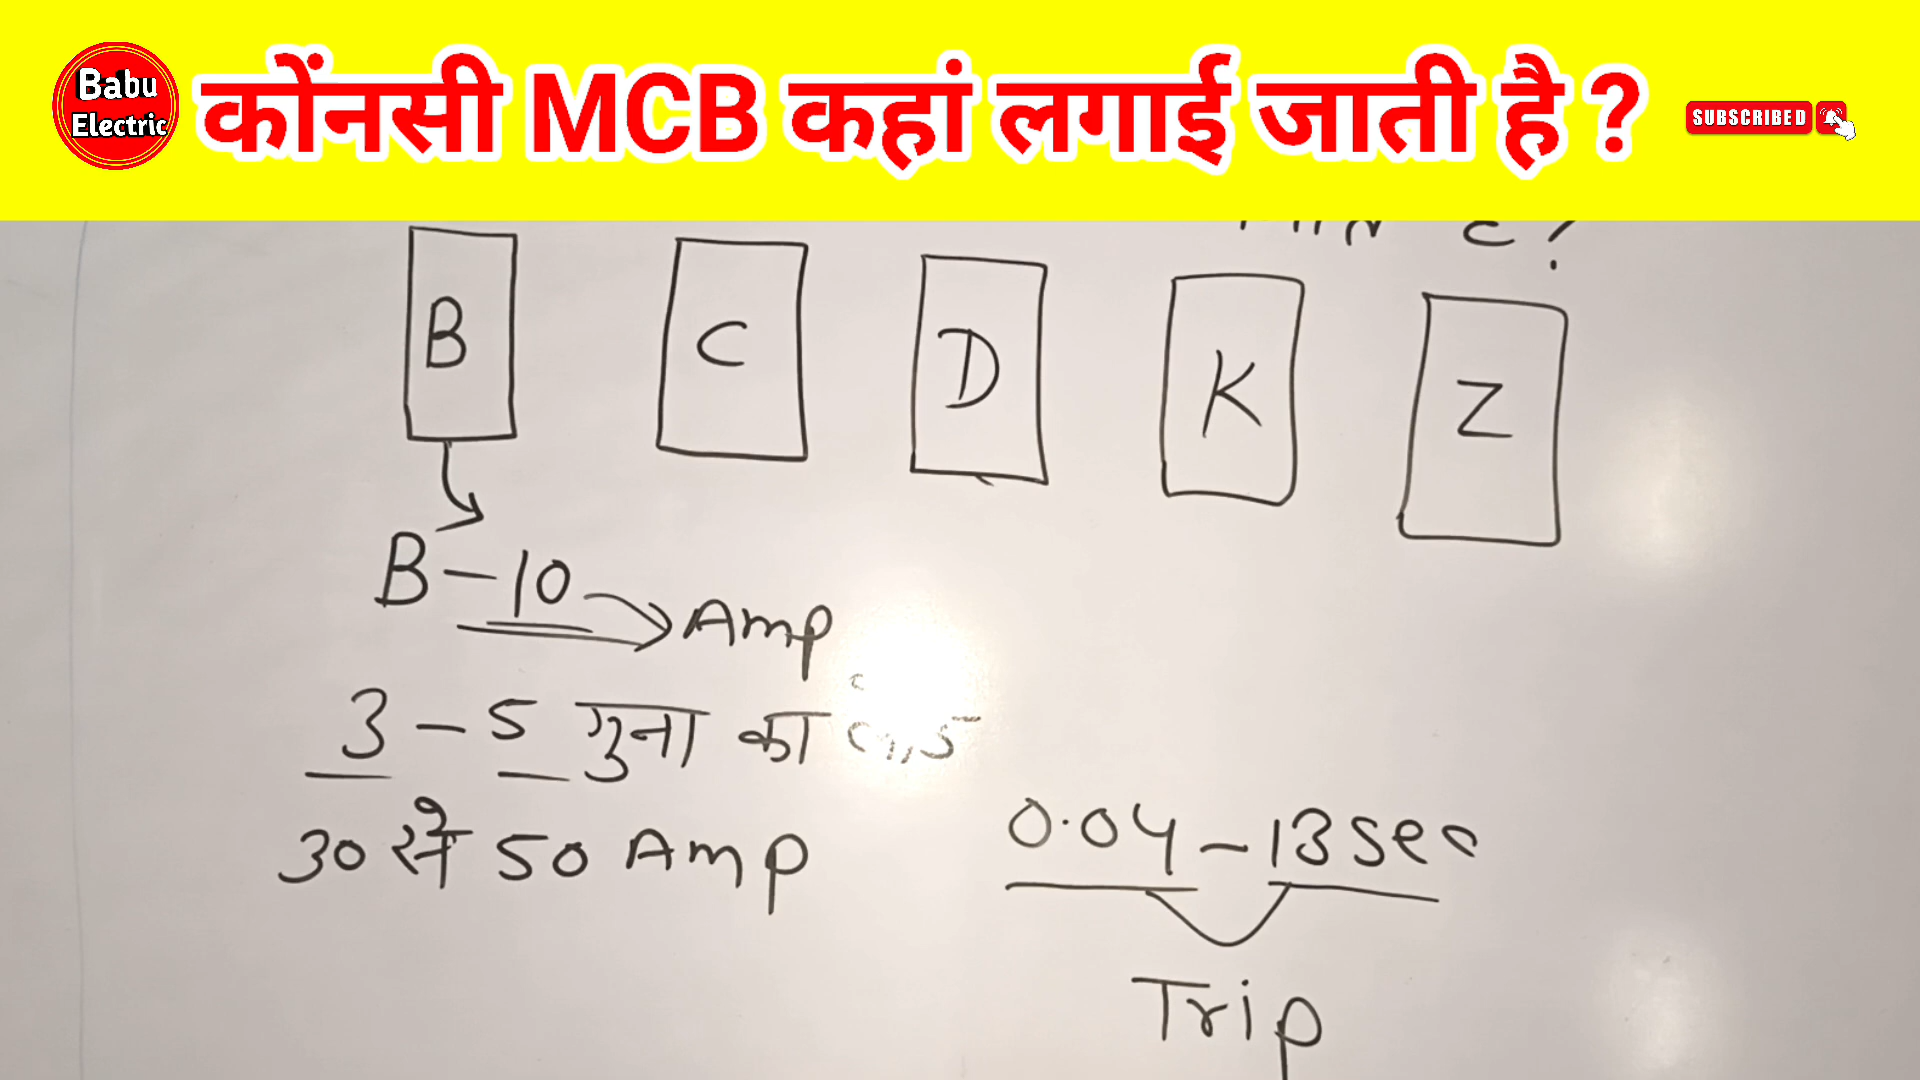 Babu
Electric
कोंनसी MCB कहां लगाई जाती है ?
SUBSCRIBED
B C D K Z
B-10 → Amp
3-5 गुना का
30 से 50 Amp
0.04-13 sec
Trip